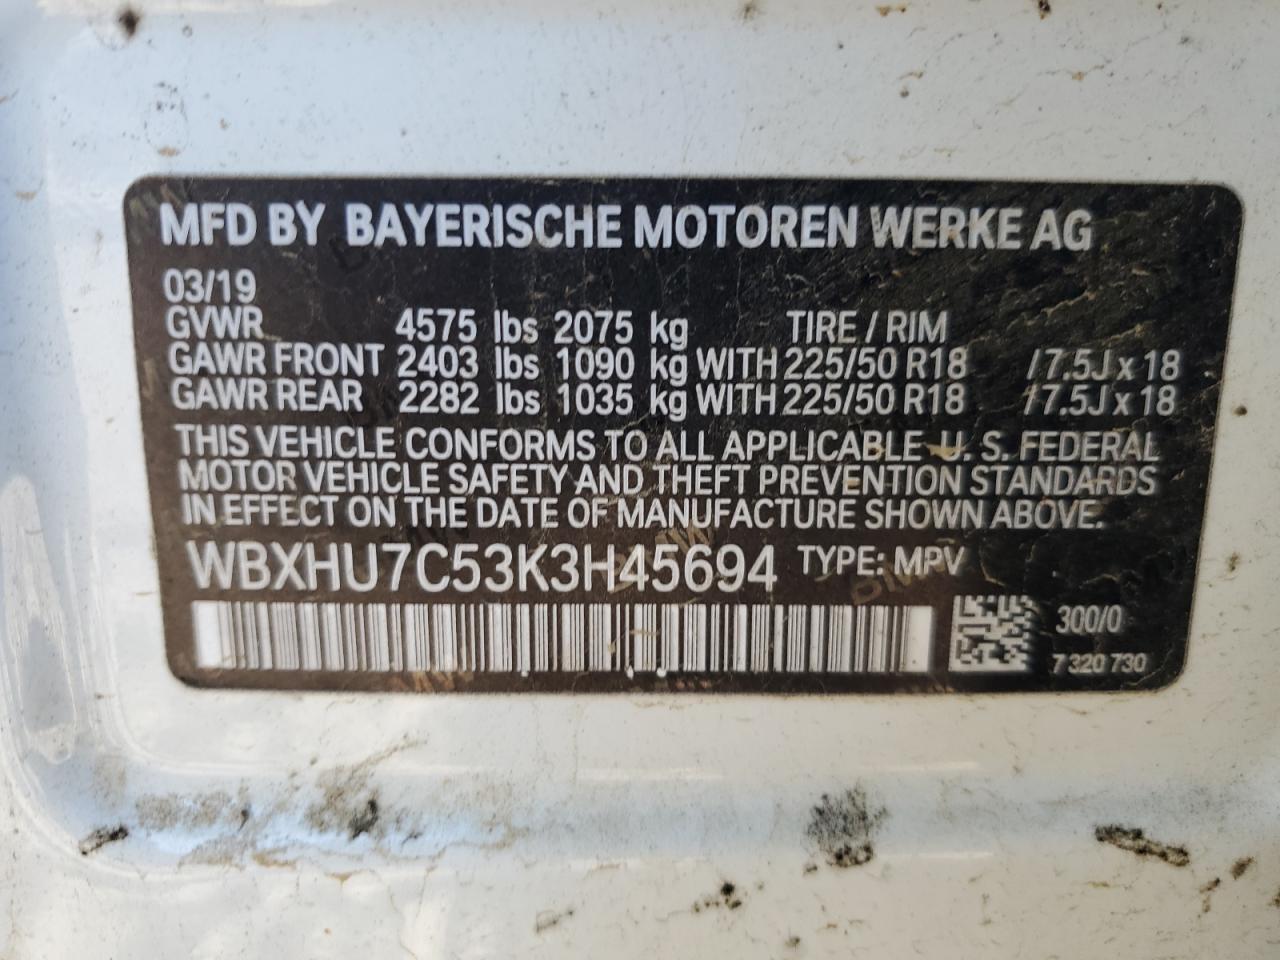 MFD BY BAYERISCHE MOTOREN WERKE AG
03/19
GVWR 4575 lbs 2075 kg TIRE / RIM
GAWR FRONT 2403 lbs 1090 kg WITH 225/50 R18 /7.5J x 18
GAWR REAR 2282 lbs 1035 kg WITH 225/50 R18 /7.5J x 18
THIS VEHICLE CONFORMS TO ALL APPLICABLE U. S. FEDERAL
MOTOR VEHICLE SAFETY AND THEFT PREVENTION STANDARDS
IN EFFECT ON THE DATE OF MANUFACTURE SHOWN ABOVE.
WBXHU7C53K3H45694 TYPE: MPV
300/0
7 320 730